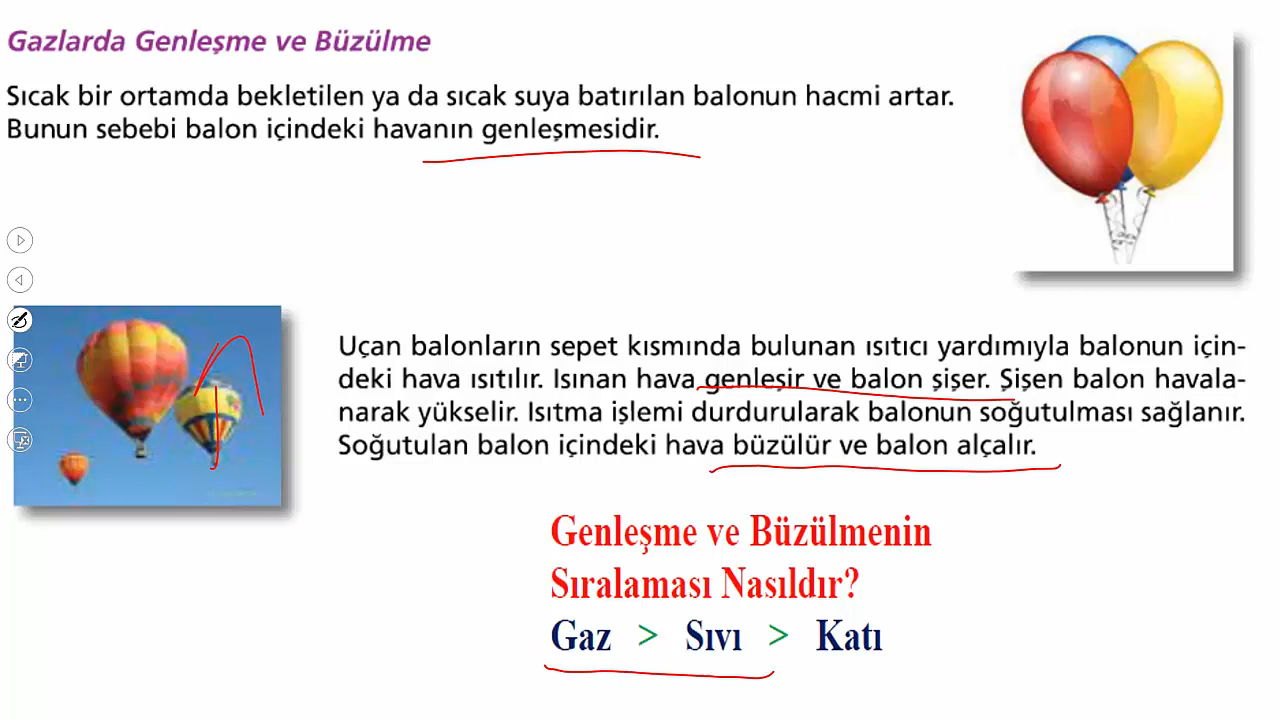 Gazlarda Genleşme ve Büzülme
Sıcak bir ortamda bekletilen ya da sıcak suya batırılan balonun hacmi artar.
Bunun sebebi balon içindeki havanın genleşmesidir.
Uçan balonların sepet kısmında bulunan ısıtıcı yardımıyla balonun için-
deki hava ısıtılır. Isınan hava genleşir ve balon şişer. Şişen balon havala-
narak yükselir. Isıtma işlemi durdurularak balonun soğutulması sağlanır.
Soğutulan balon içindeki hava büzülür ve balon alçalır.
Genleşme ve Büzülmenin
Sıralaması Nasıldır?
Gaz > Sıvı > Katı